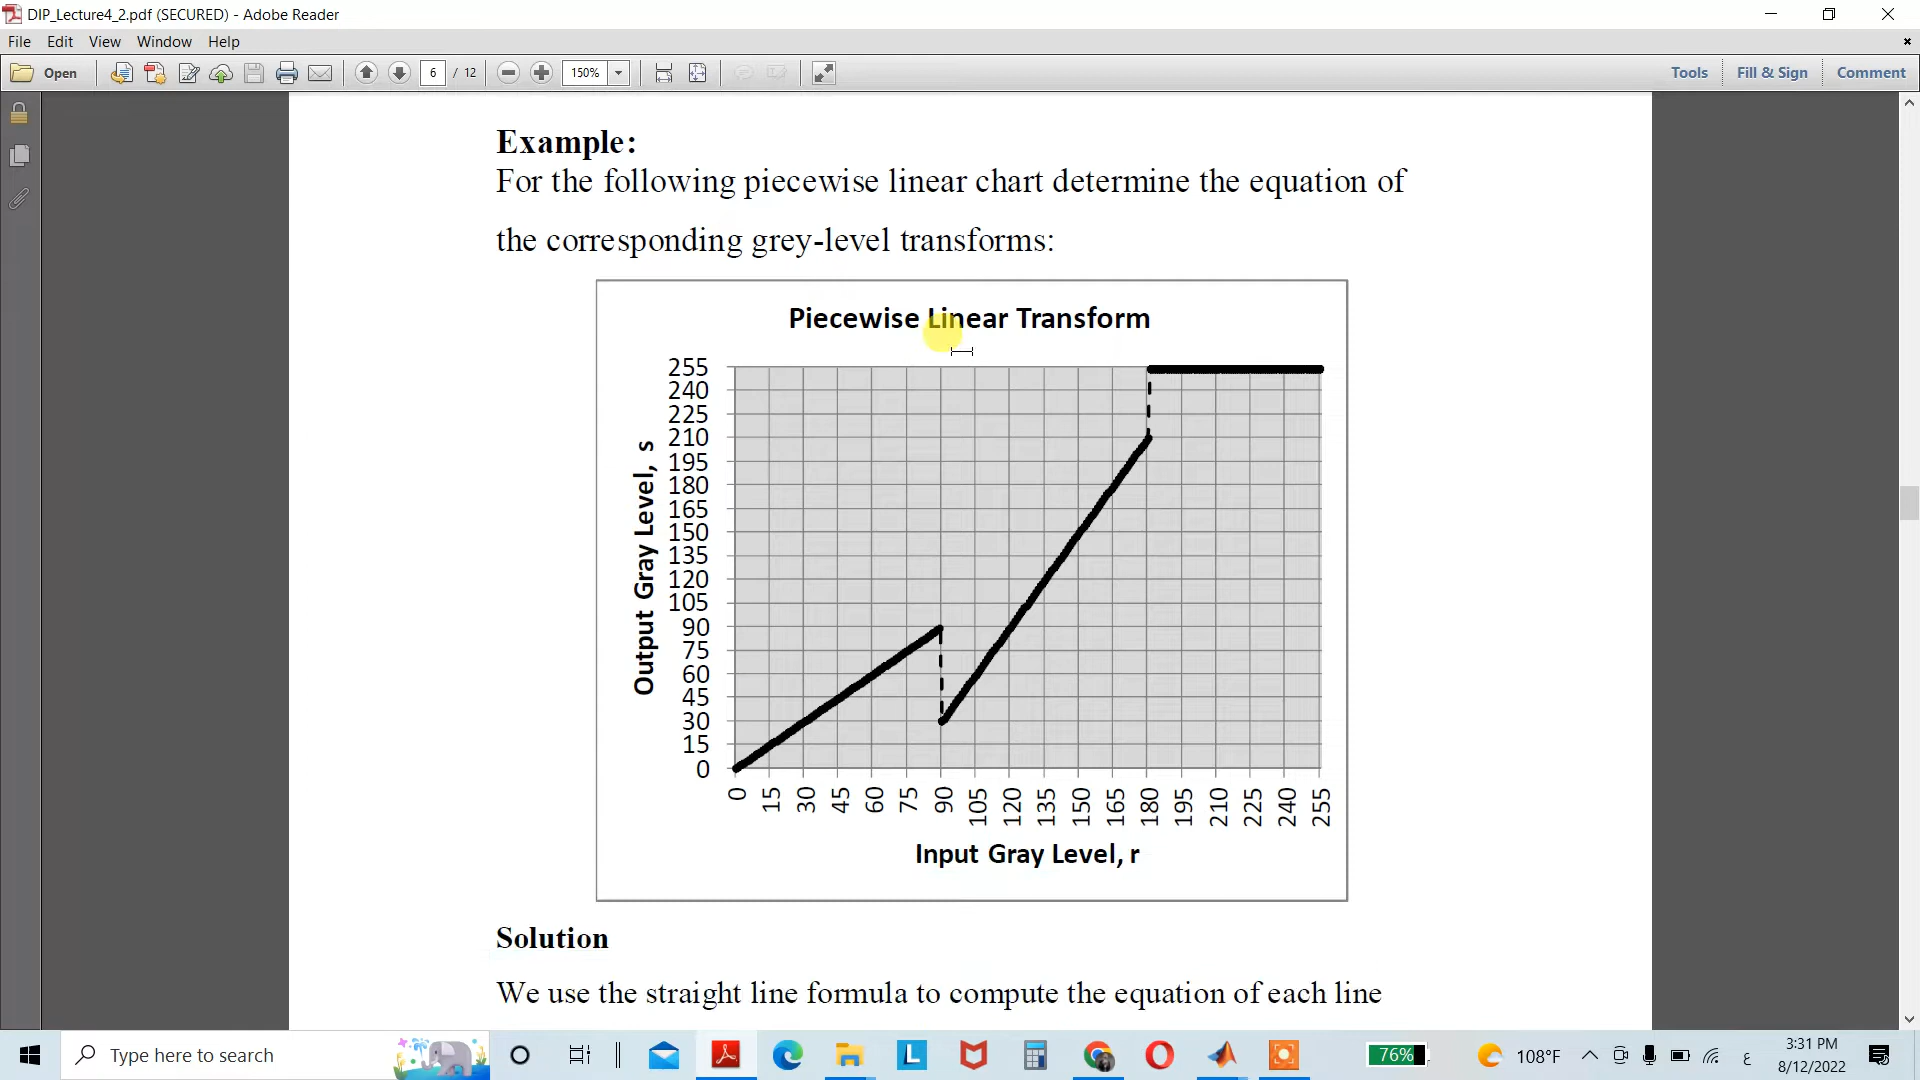 DIP_Lecture4_2.pdf (SECURED) - Adobe Reader
File Edit View Window Help
Open 6 / 12 150% Tools Fill & Sign Comment
Example:
For the following piecewise linear chart determine the equation of
the corresponding grey-level transforms:
Piecewise Linear Transform
Output Gray Level, s
255
240
225
210
195
180
165
150
135
120
105
90
75
60
45
30
15
0
0 15 30 45 60 75 90 105 120 135 150 165 180 195 210 225 240 255
Input Gray Level, r
Solution
We use the straight line formula to compute the equation of each line
Type here to search L 76% 108°F ع 3:31 PM
8/12/2022